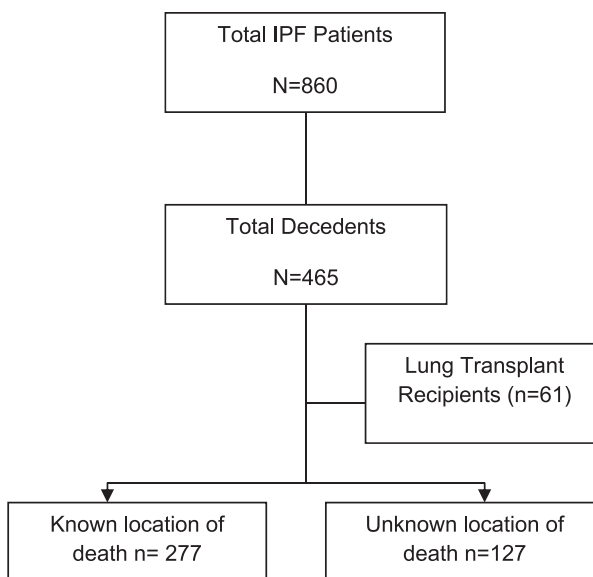 Total IPF Patients
N=860
Total Decedents
N=465
Lung Transplant
Recipients (n=61)
Known location of
death n= 277
Unknown location of
death n=127